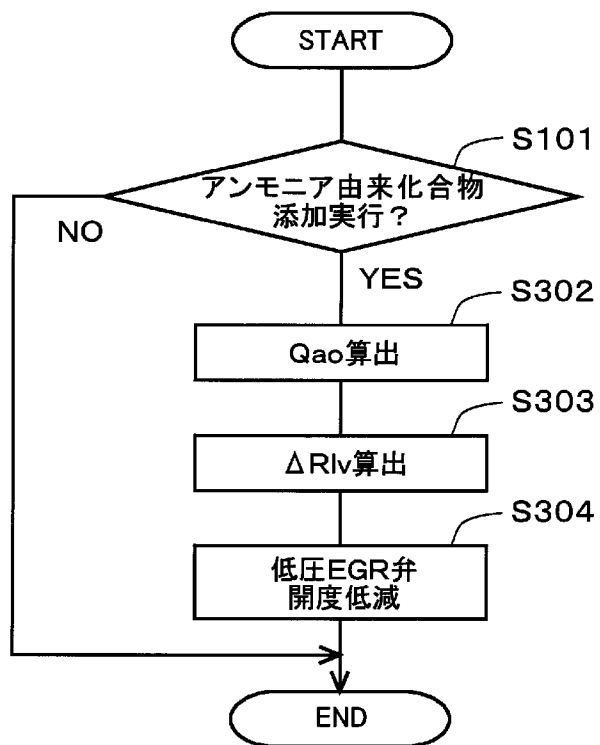 START
S101
アンモニア由来化合物
添加実行？
NO
YES
S302
Qao算出
S303
ΔRlv算出
S304
低圧EGR弁
開度低減
END